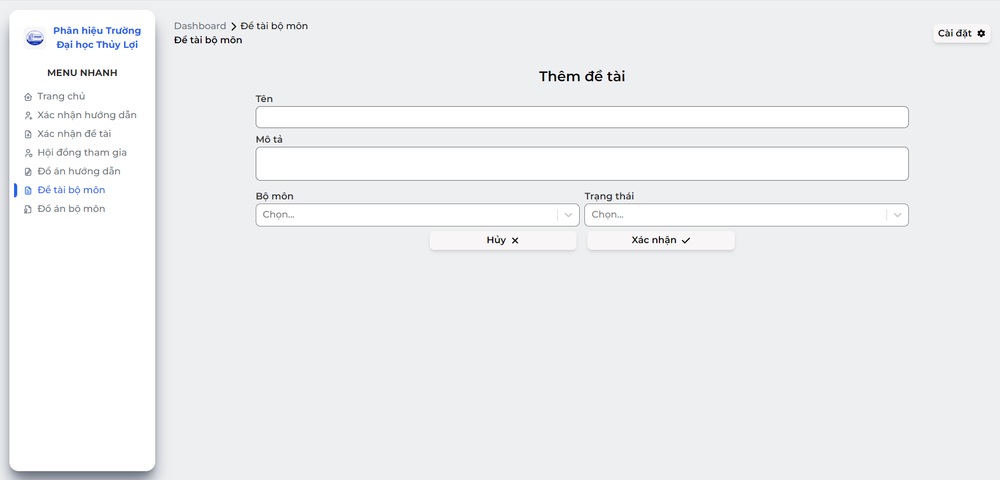 Phân hiệu Trường
Đại học Thủy Lợi
MENU NHANH
Trang chủ
Xác nhận hướng dẫn
Xác nhận đề tài
Hội đồng tham gia
Đồ án hướng dẫn
Đề tài bộ môn
Đồ án bộ môn
Dashboard > Đề tài bộ môn
Đề tài bộ môn
Cài đặt
Thêm đề tài
Tên
Mô tả
Bộ môn
Trạng thái
Chọn...
Chọn...
Hủy
Xác nhận